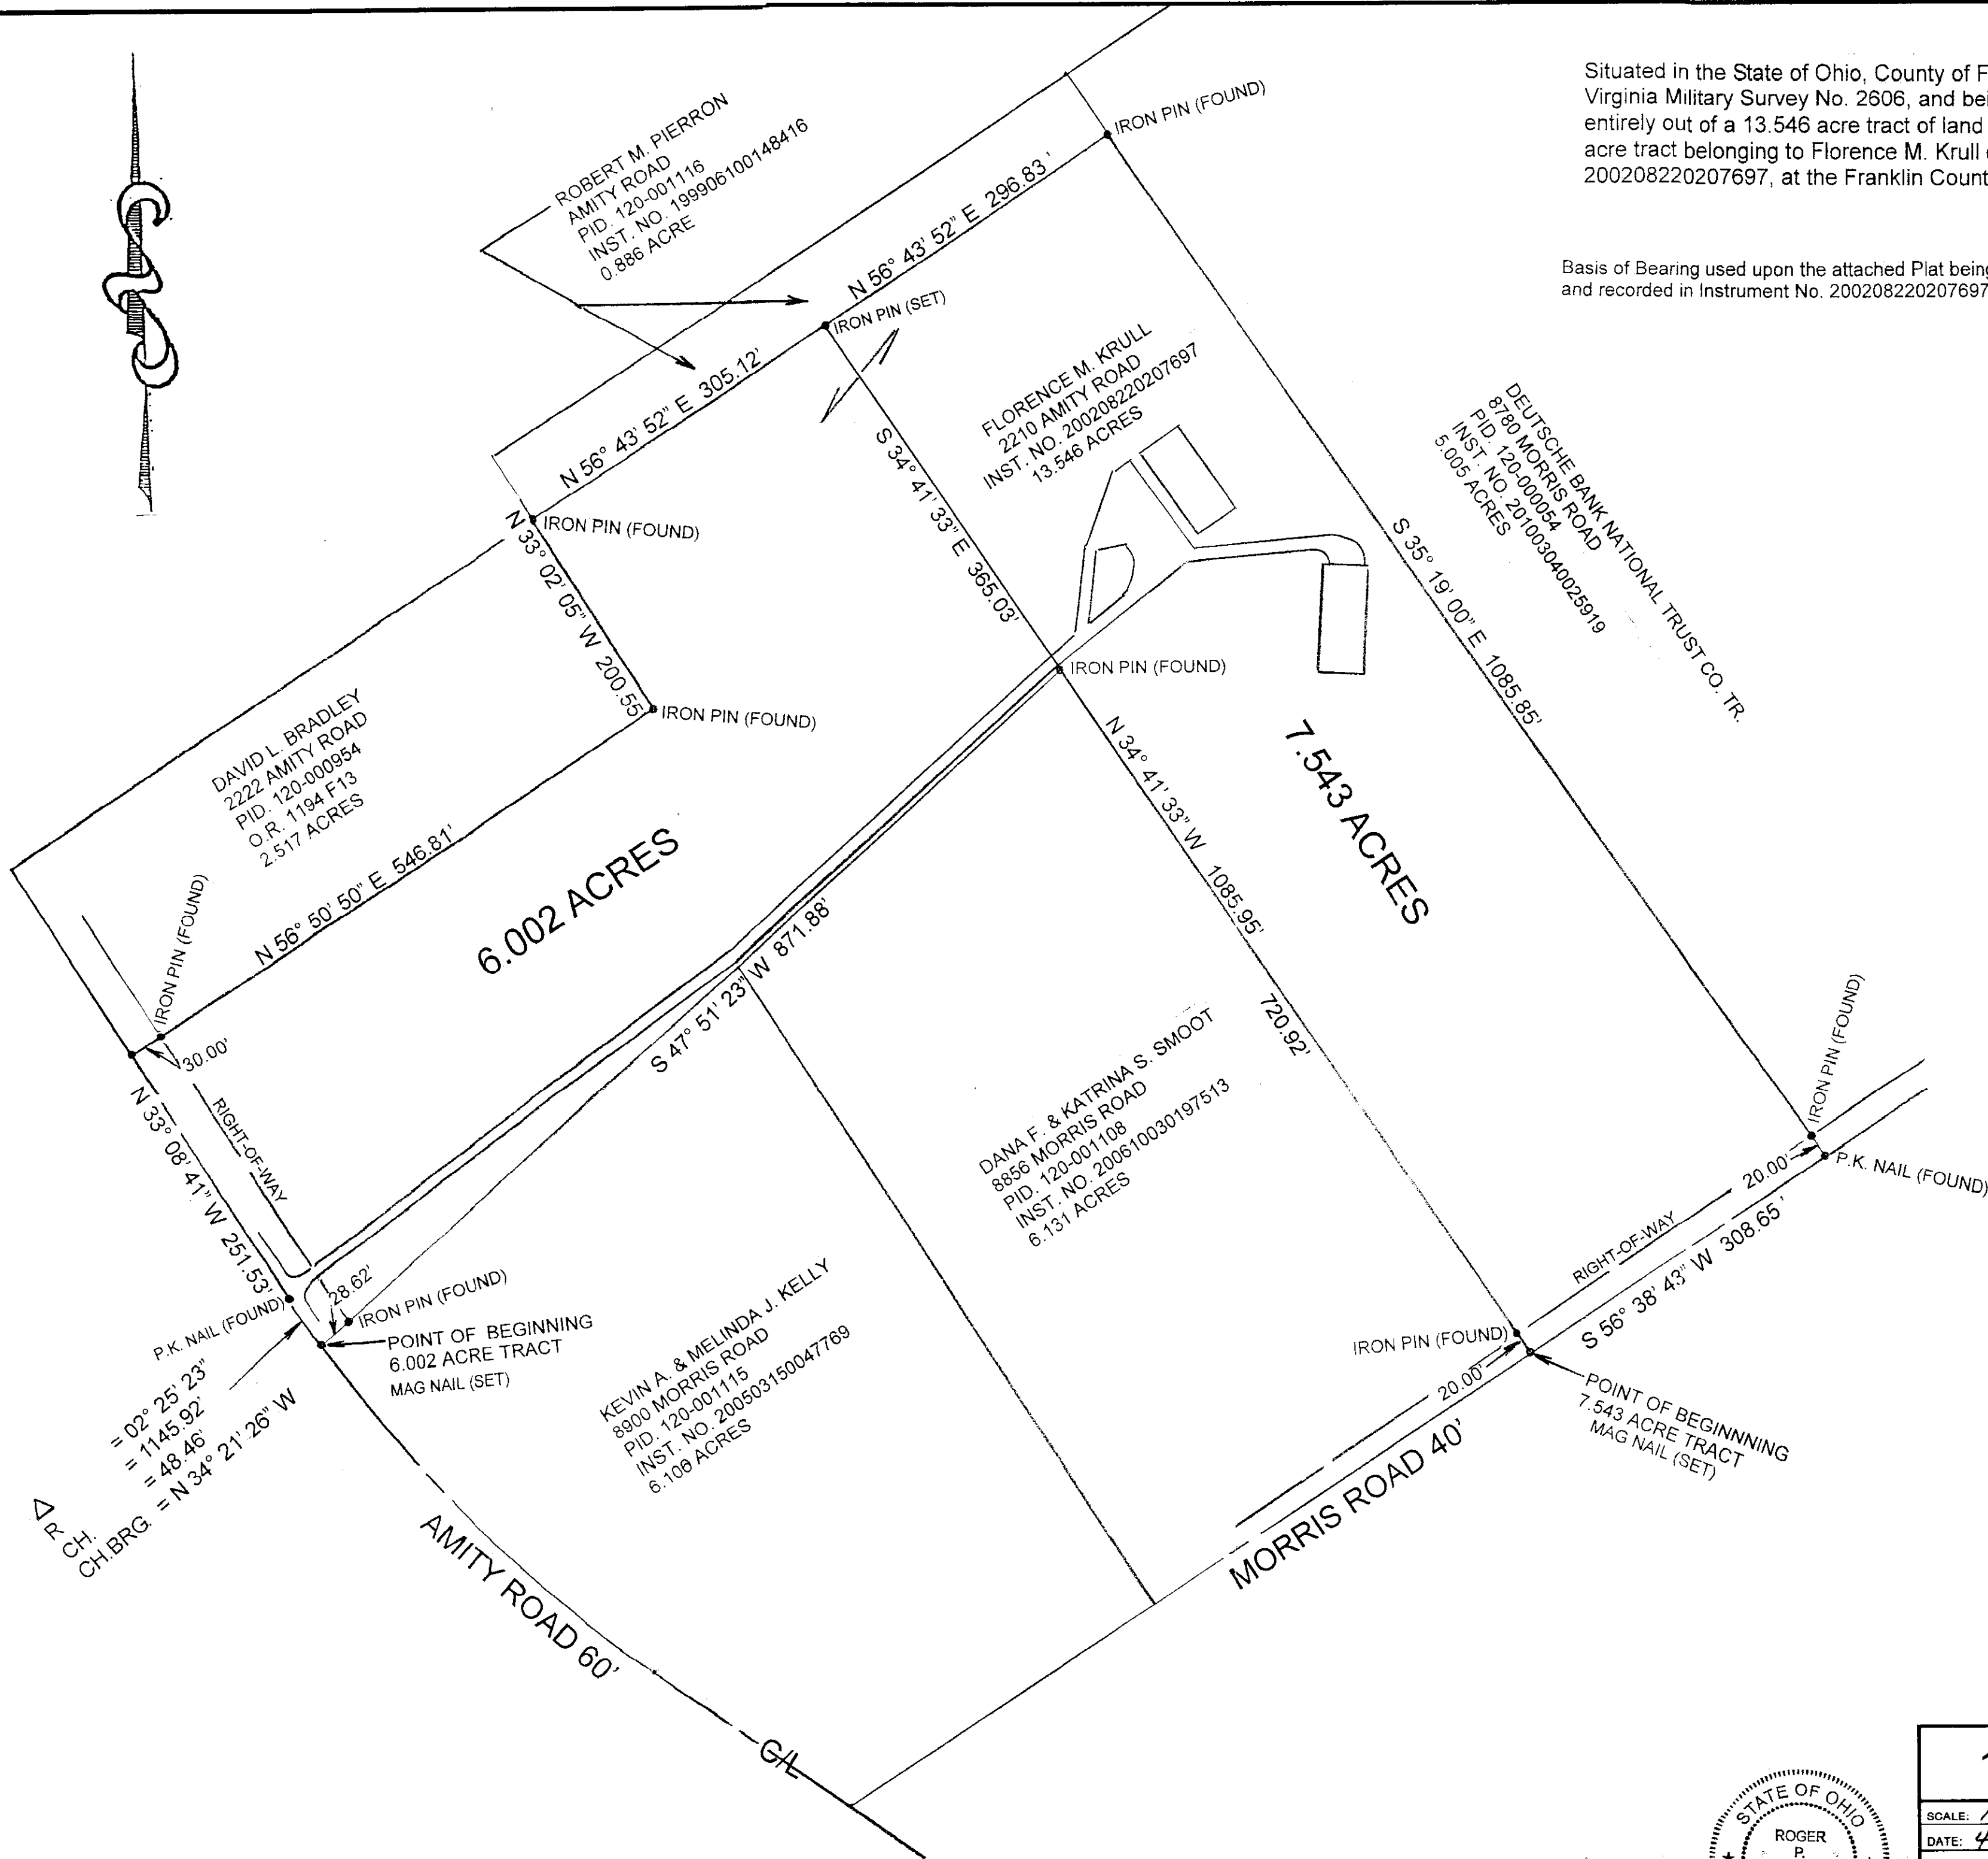 Situated in the State of Ohio, County of F
Virginia Military Survey No. 2606, and bei
entirely out of a 13.546 acre tract of land
acre tract belonging to Florence M. Krull
200208220207697, at the Franklin Count
Basis of Bearing used upon the attached Plat being
and recorded in Instrument No. 200208220207697
ROBERT M. PIERRON
AMITY ROAD
PID. 120-001116
INST. NO. 199906100148416
0.886 ACRE
IRON PIN (FOUND)
N 56° 43' 52" E 296.83 '
IRON PIN (SET)
N 56° 43' 52" E 305.12'
FLORENCE M. KRULL
2210 AMITY ROAD
INST. NO. 200208220207697
13.546 ACRES
DEUTSCHE BANK NATIONAL TRUST CO. TR.
8780 MORRIS ROAD
PID. 120-000054
INST. NO. 201003040025919
5.005 ACRES
S 34° 41' 33" E 365.03'
S 35° 19' 00" E 1085.85'
IRON PIN (FOUND)
N 33° 02' 05" W 200.55'
IRON PIN (FOUND)
IRON PIN (FOUND)
DAVID L. BRADLEY
2222 AMITY ROAD
PID. 120-000954
O.R. 1194 F13
2.517 ACRES
N 56° 50' 50" E 546.81'
6.002 ACRES
7.543 ACRES
N 34° 41' 33" W 1085.95'
720.92'
S 47° 51' 23" W 871.88'
IRON PIN (FOUND)
30.00'
RIGHT-OF-WAY
N 33° 08' 41" W 251.53'
DANA F. & KATRINA S. SMOOT
8856 MORRIS ROAD
PID. 120-001108
INST. NO. 200610030197513
6.131 ACRES
IRON PIN (FOUND)
20.00'
P.K. NAIL (FOUND)
RIGHT-OF-WAY
S 56° 38' 43" W 308.65'
28.62'
IRON PIN (FOUND)
P.K. NAIL (FOUND)
POINT OF BEGINNING
6.002 ACRE TRACT
MAG NAIL (SET)
KEVIN A. & MELINDA J. KELLY
8900 MORRIS ROAD
PID. 120-001115
INST. NO. 200503150047769
6.106 ACRES
IRON PIN (FOUND)
20.00'
POINT OF BEGINNNING
7.543 ACRE TRACT
MAG NAIL (SET)
Δ = 02° 25' 23"
R = 1145.92'
CH. = 48.46'
CH.BRG. = N 34° 21' 26" W
AMITY ROAD 60'
MORRIS ROAD 40'
C/L
STATE OF OHIO
ROGER
P.
SCALE:
DATE: 4